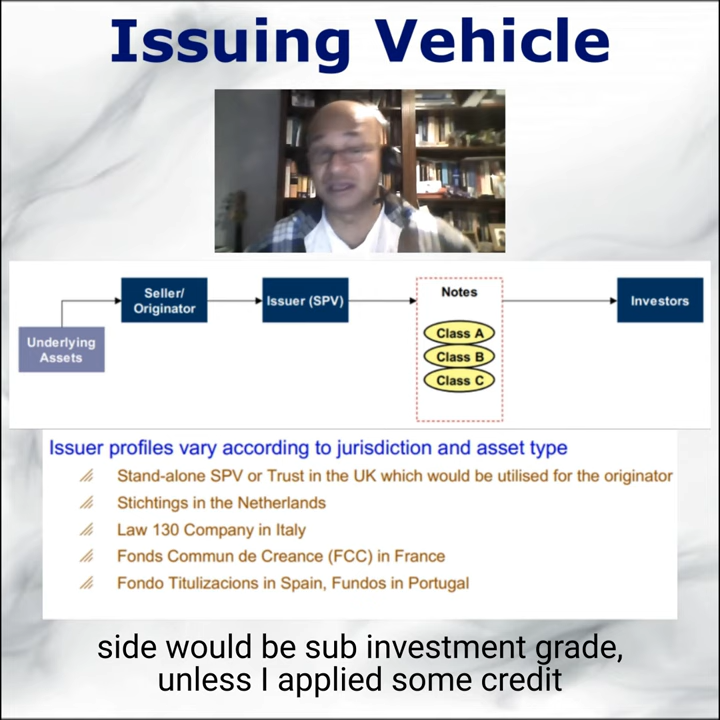 Issuing Vehicle
Seller/
Originator
Issuer (SPV)
Notes
Investors
Underlying
Assets
Class A
Class B
Class C
Issuer profiles vary according to jurisdiction and asset type
Stand-alone SPV or Trust in the UK which would be utilised for the originator
Stichtings in the Netherlands
Law 130 Company in Italy
Fonds Commun de Creance (FCC) in France
Fondo Titulizacions in Spain, Fundos in Portugal
side would be sub investment grade,
unless I applied some credit